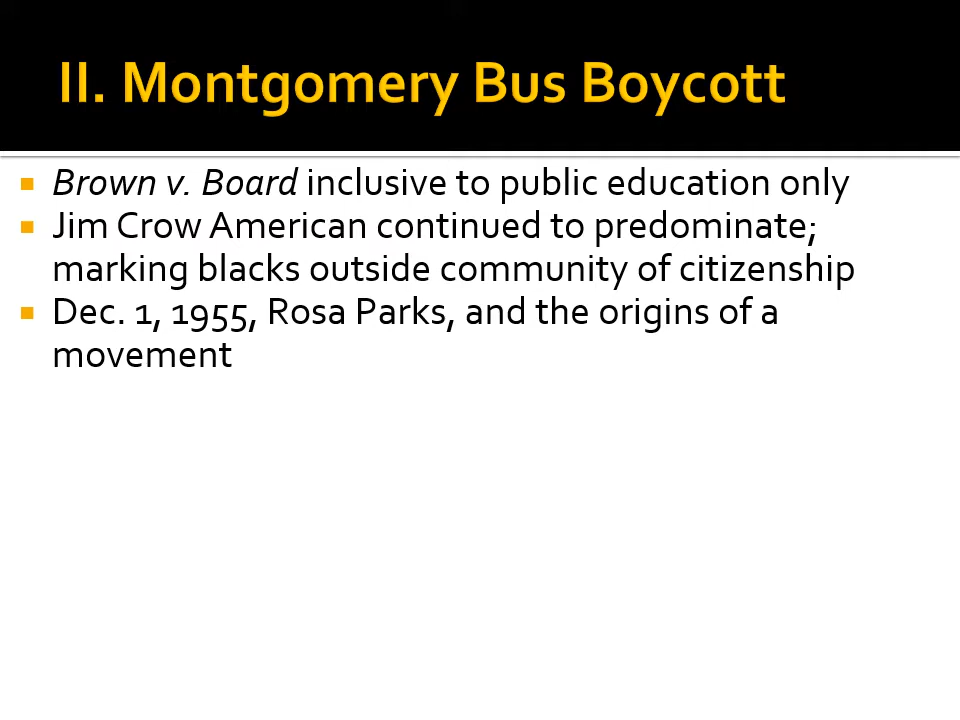 II. Montgomery Bus Boycott
Brown v. Board inclusive to public education only
Jim Crow American continued to predominate;
marking blacks outside community of citizenship
Dec. 1, 1955, Rosa Parks, and the origins of a
movement